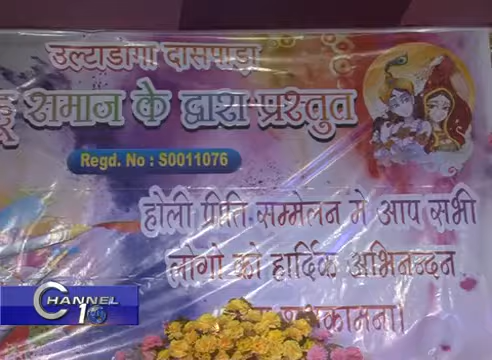 उल्टाडांगा दासपाड़ा
समाज के द्वारा प्रस्तुत
Regd. No : S0011076
होली प्रीति सम्मेलन मे आप सभी
लोगो को हार्दिक अभिनन्दन
CHANNEL
10